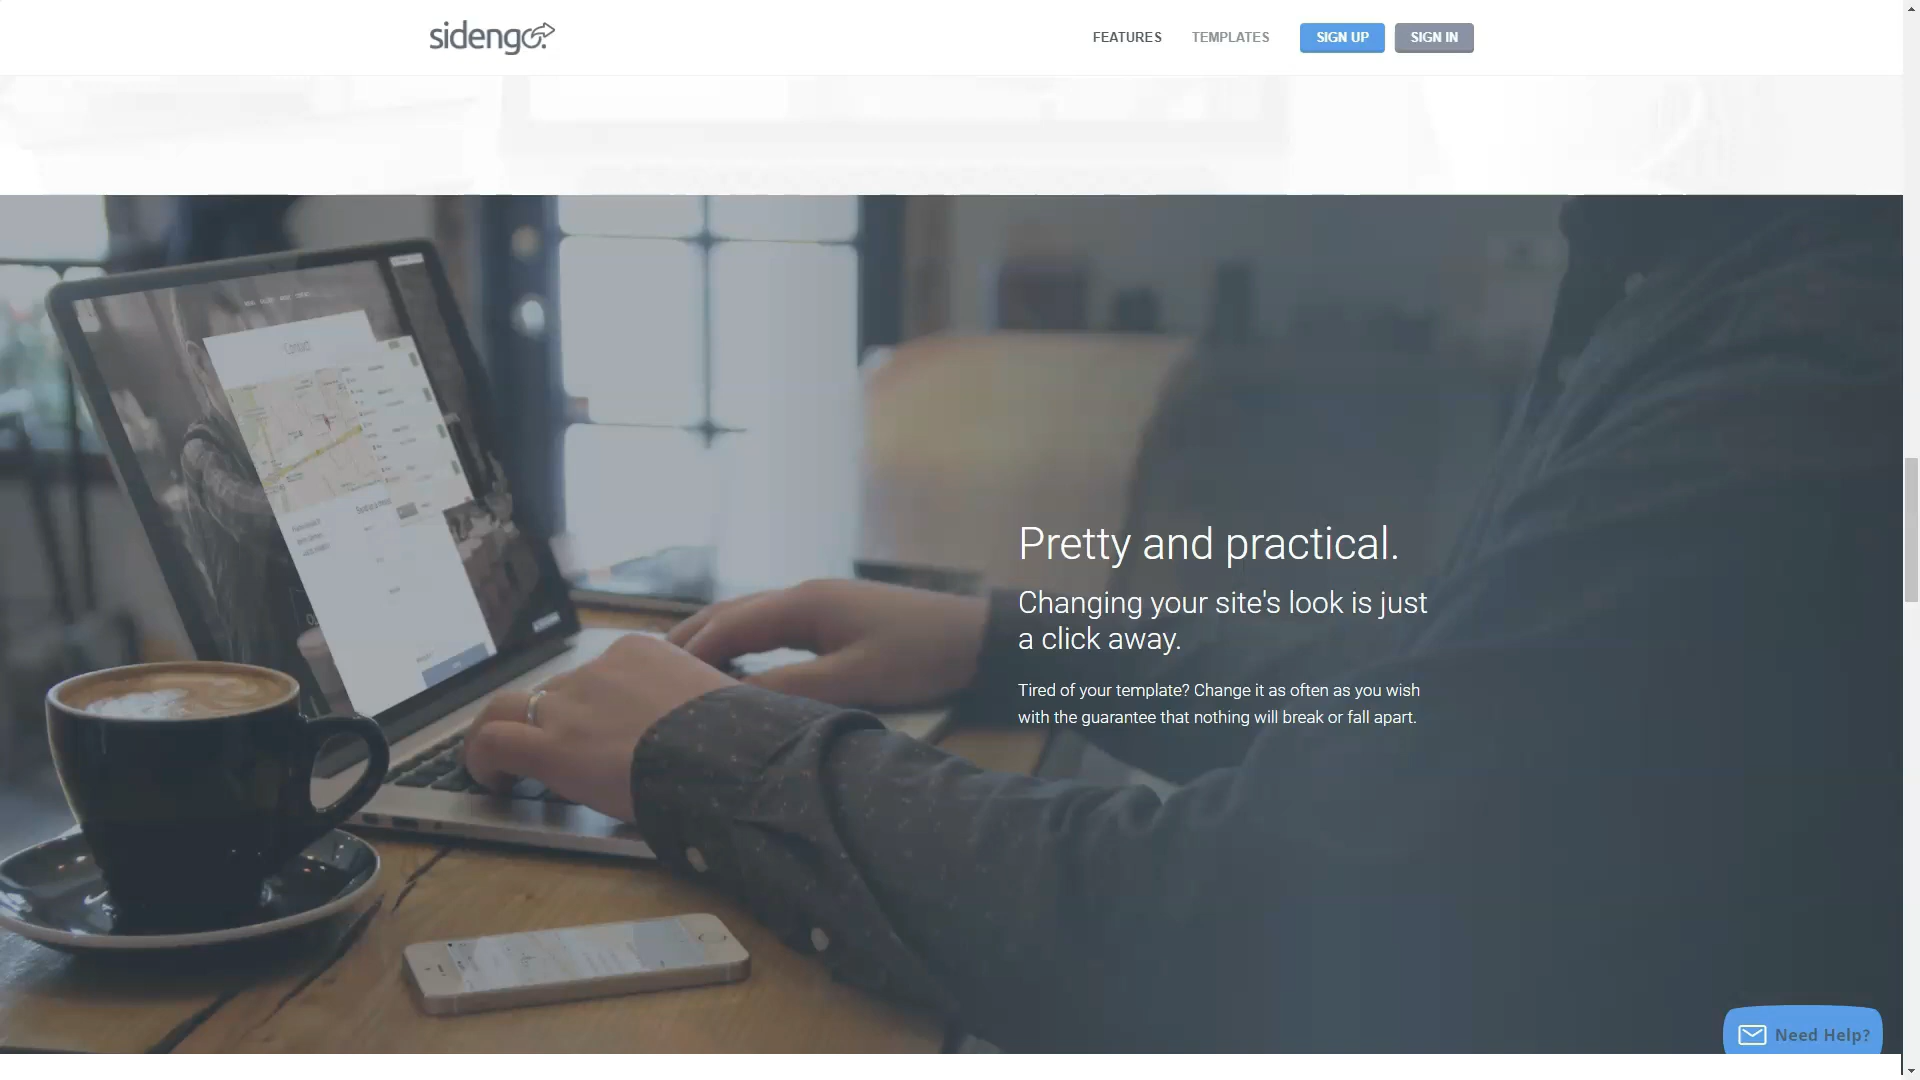 sidengo
FEATURES
TEMPLATES
SIGN UP
SIGN IN
Contact
Pretty and practical.
Changing your site's look is just
a click away.
Tired of your template? Change it as often as you wish
with the guarantee that nothing will break or fall apart.
Need Help?